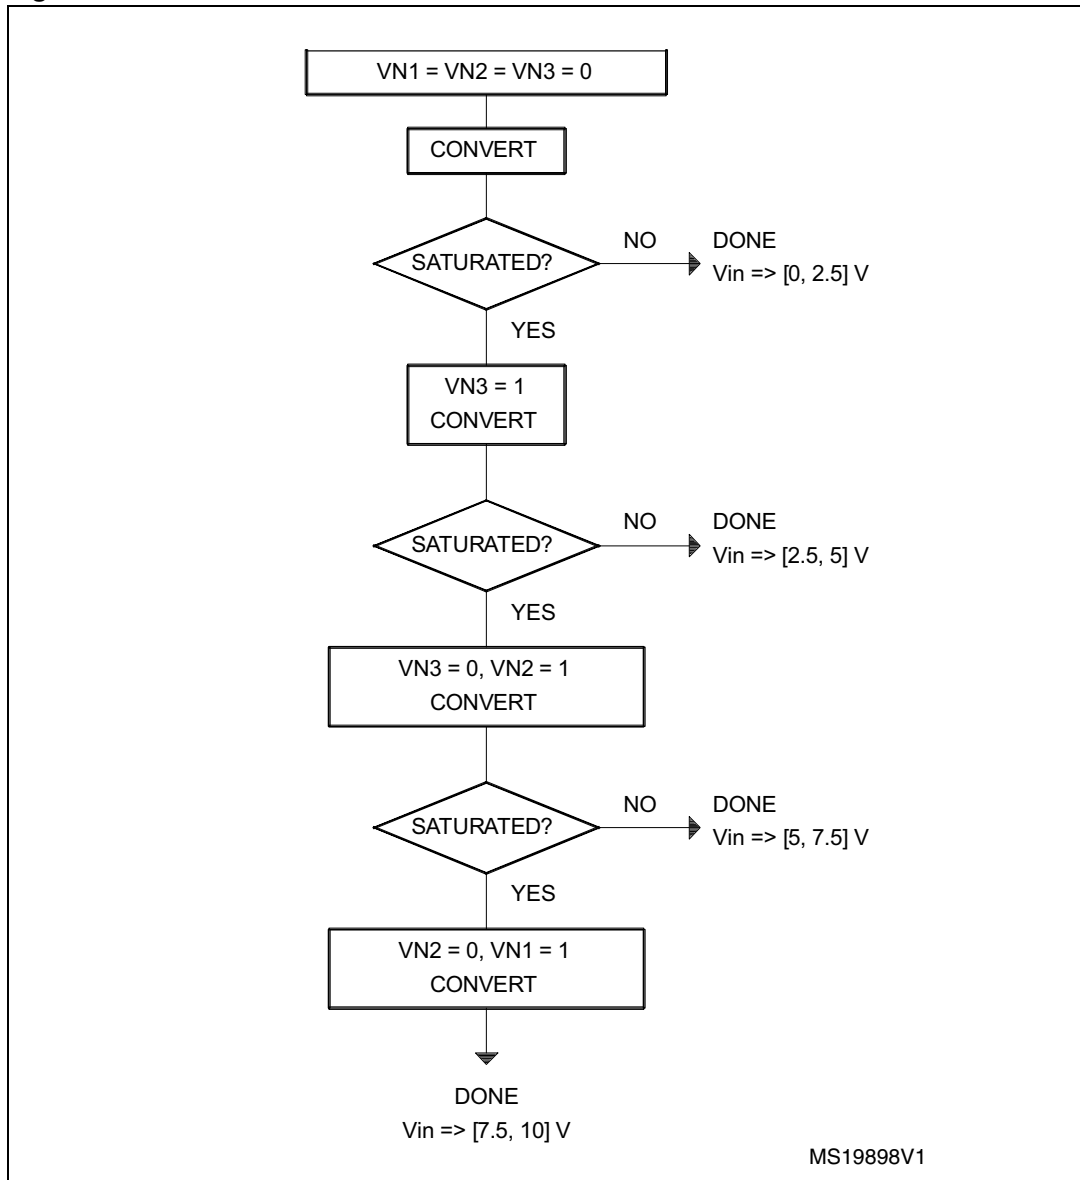 VN1 = VN2 = VN3 = 0
CONVERT
SATURATED?
NO
DONE
Vin => [0, 2.5] V
YES
VN3 = 1
CONVERT
SATURATED?
NO
DONE
Vin => [2.5, 5] V
YES
VN3 = 0, VN2 = 1
CONVERT
SATURATED?
NO
DONE
Vin => [5, 7.5] V
YES
VN2 = 0, VN1 = 1
CONVERT
DONE
Vin => [7.5, 10] V
MS19898V1